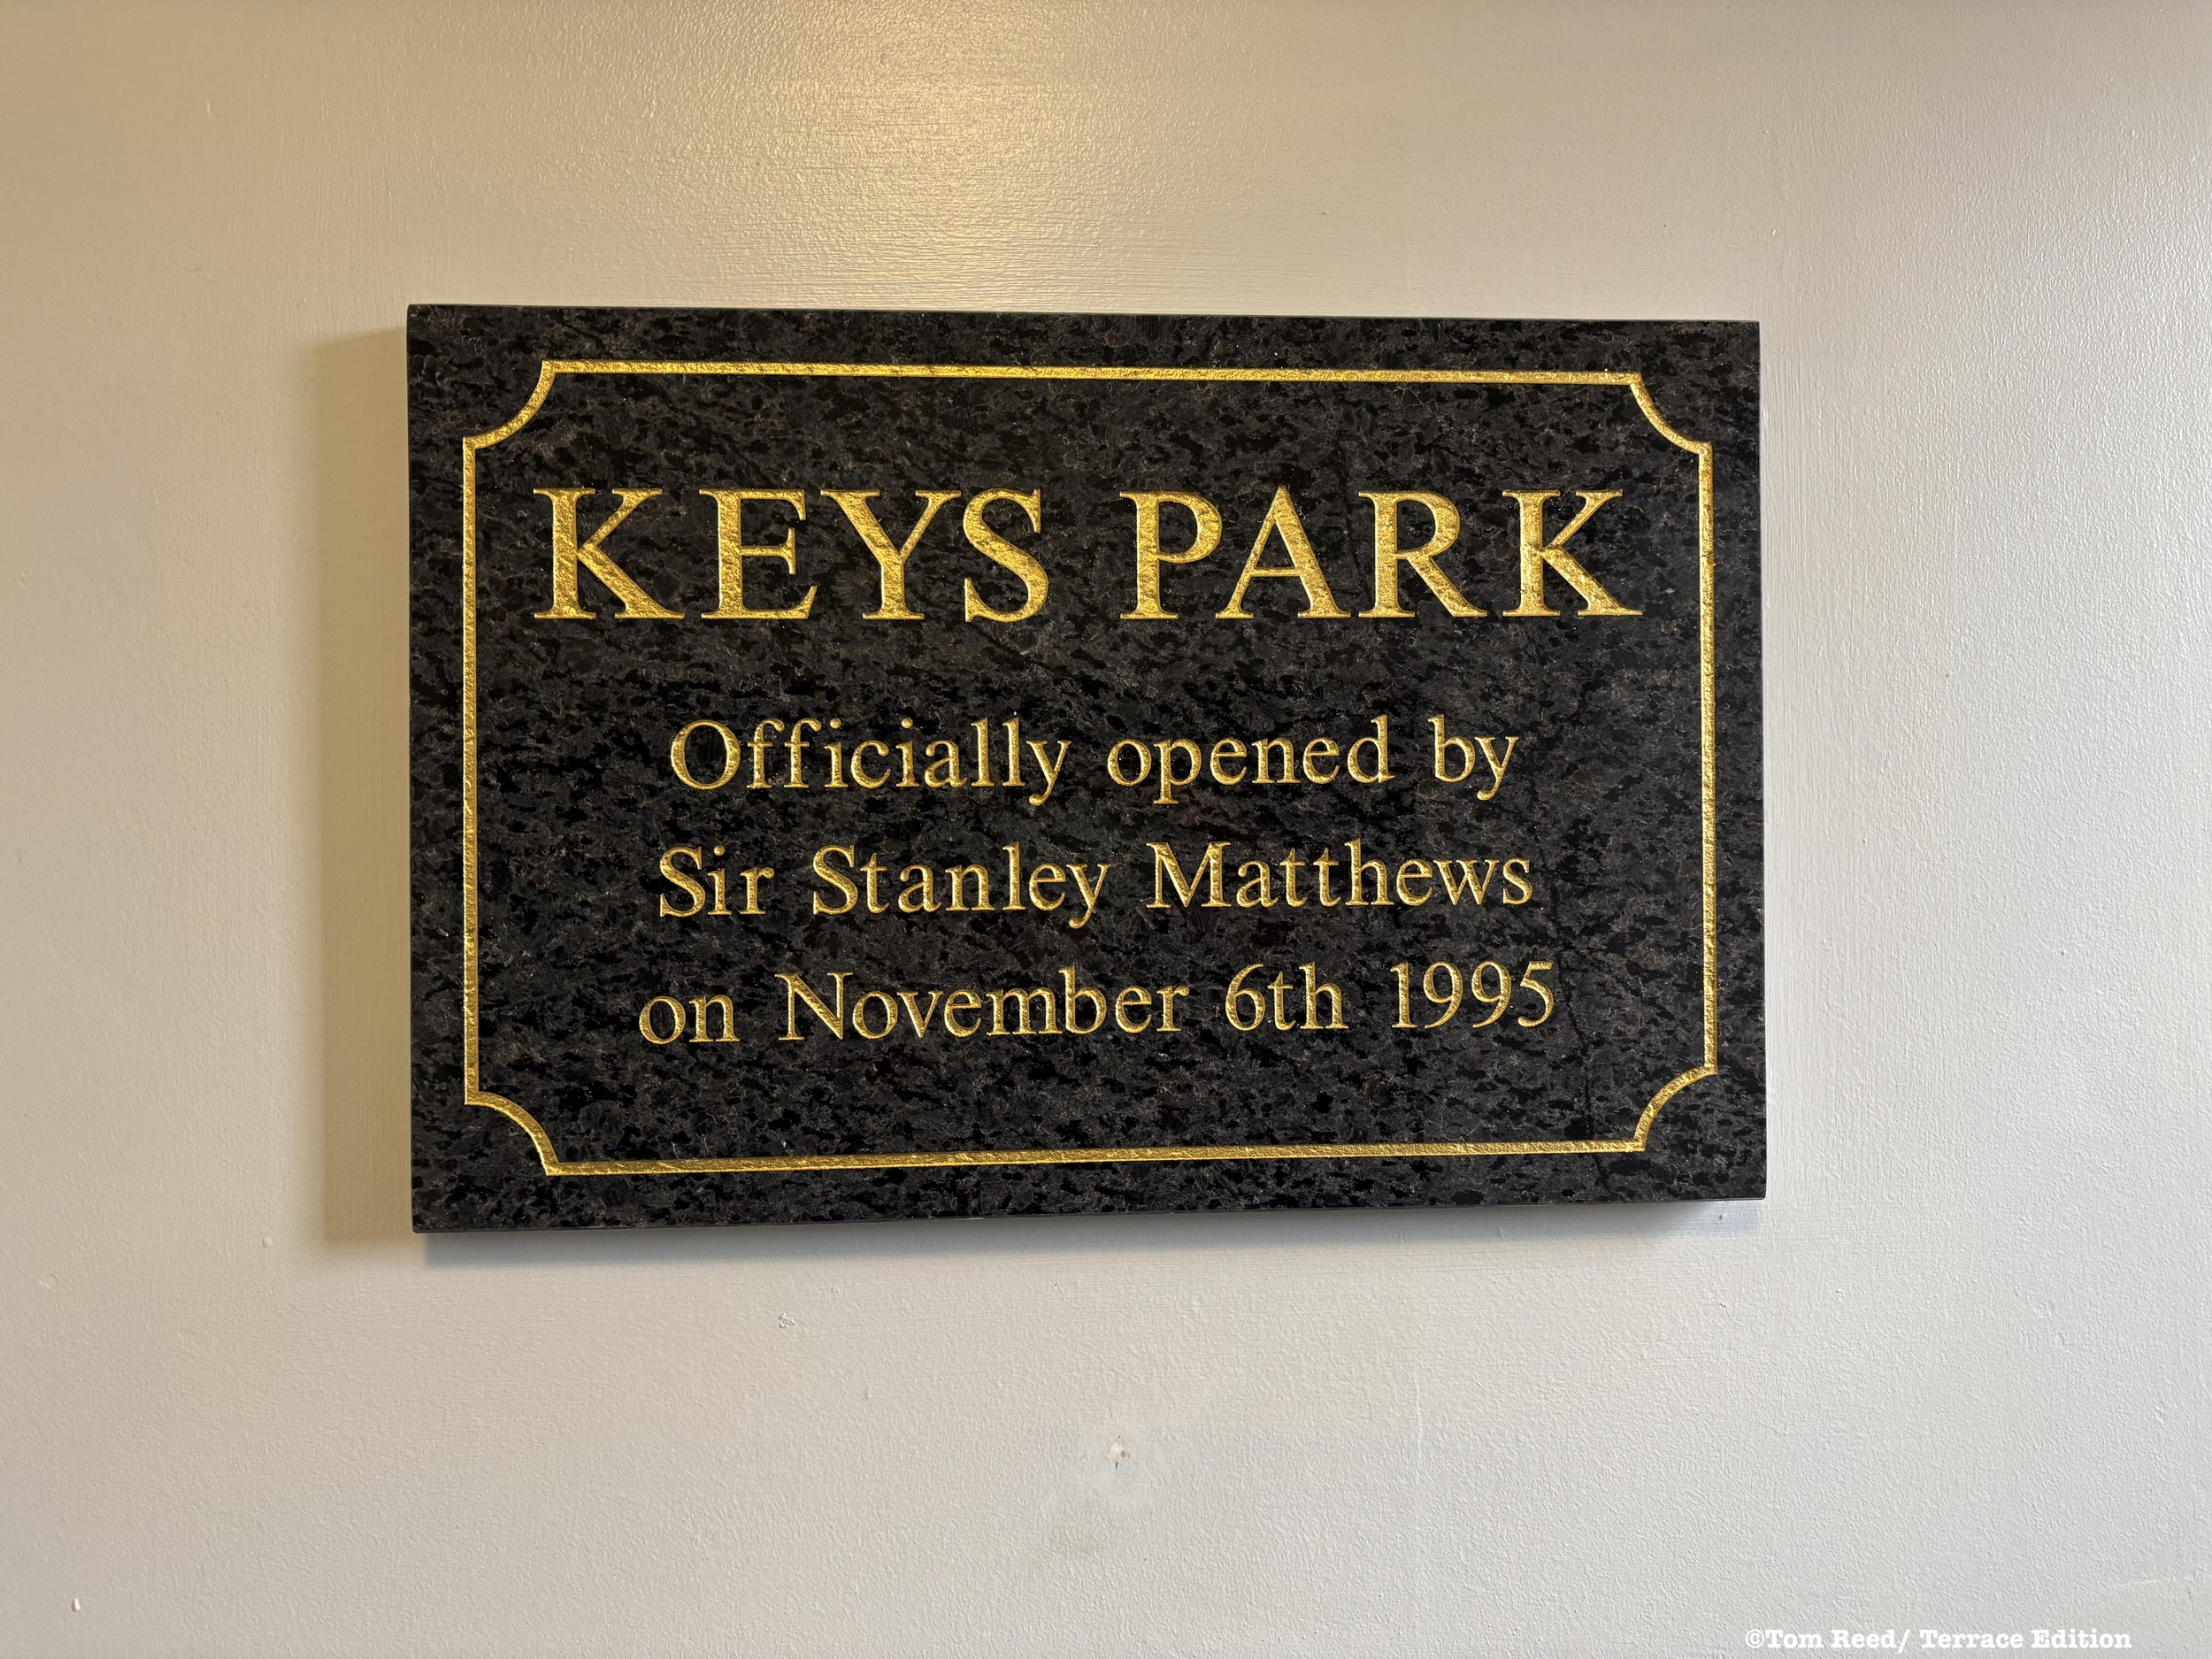 KEYS PARK
Officially opened by
Sir Stanley Matthews
on November 6th 1995
©Tom Reed/ Terrace Edition